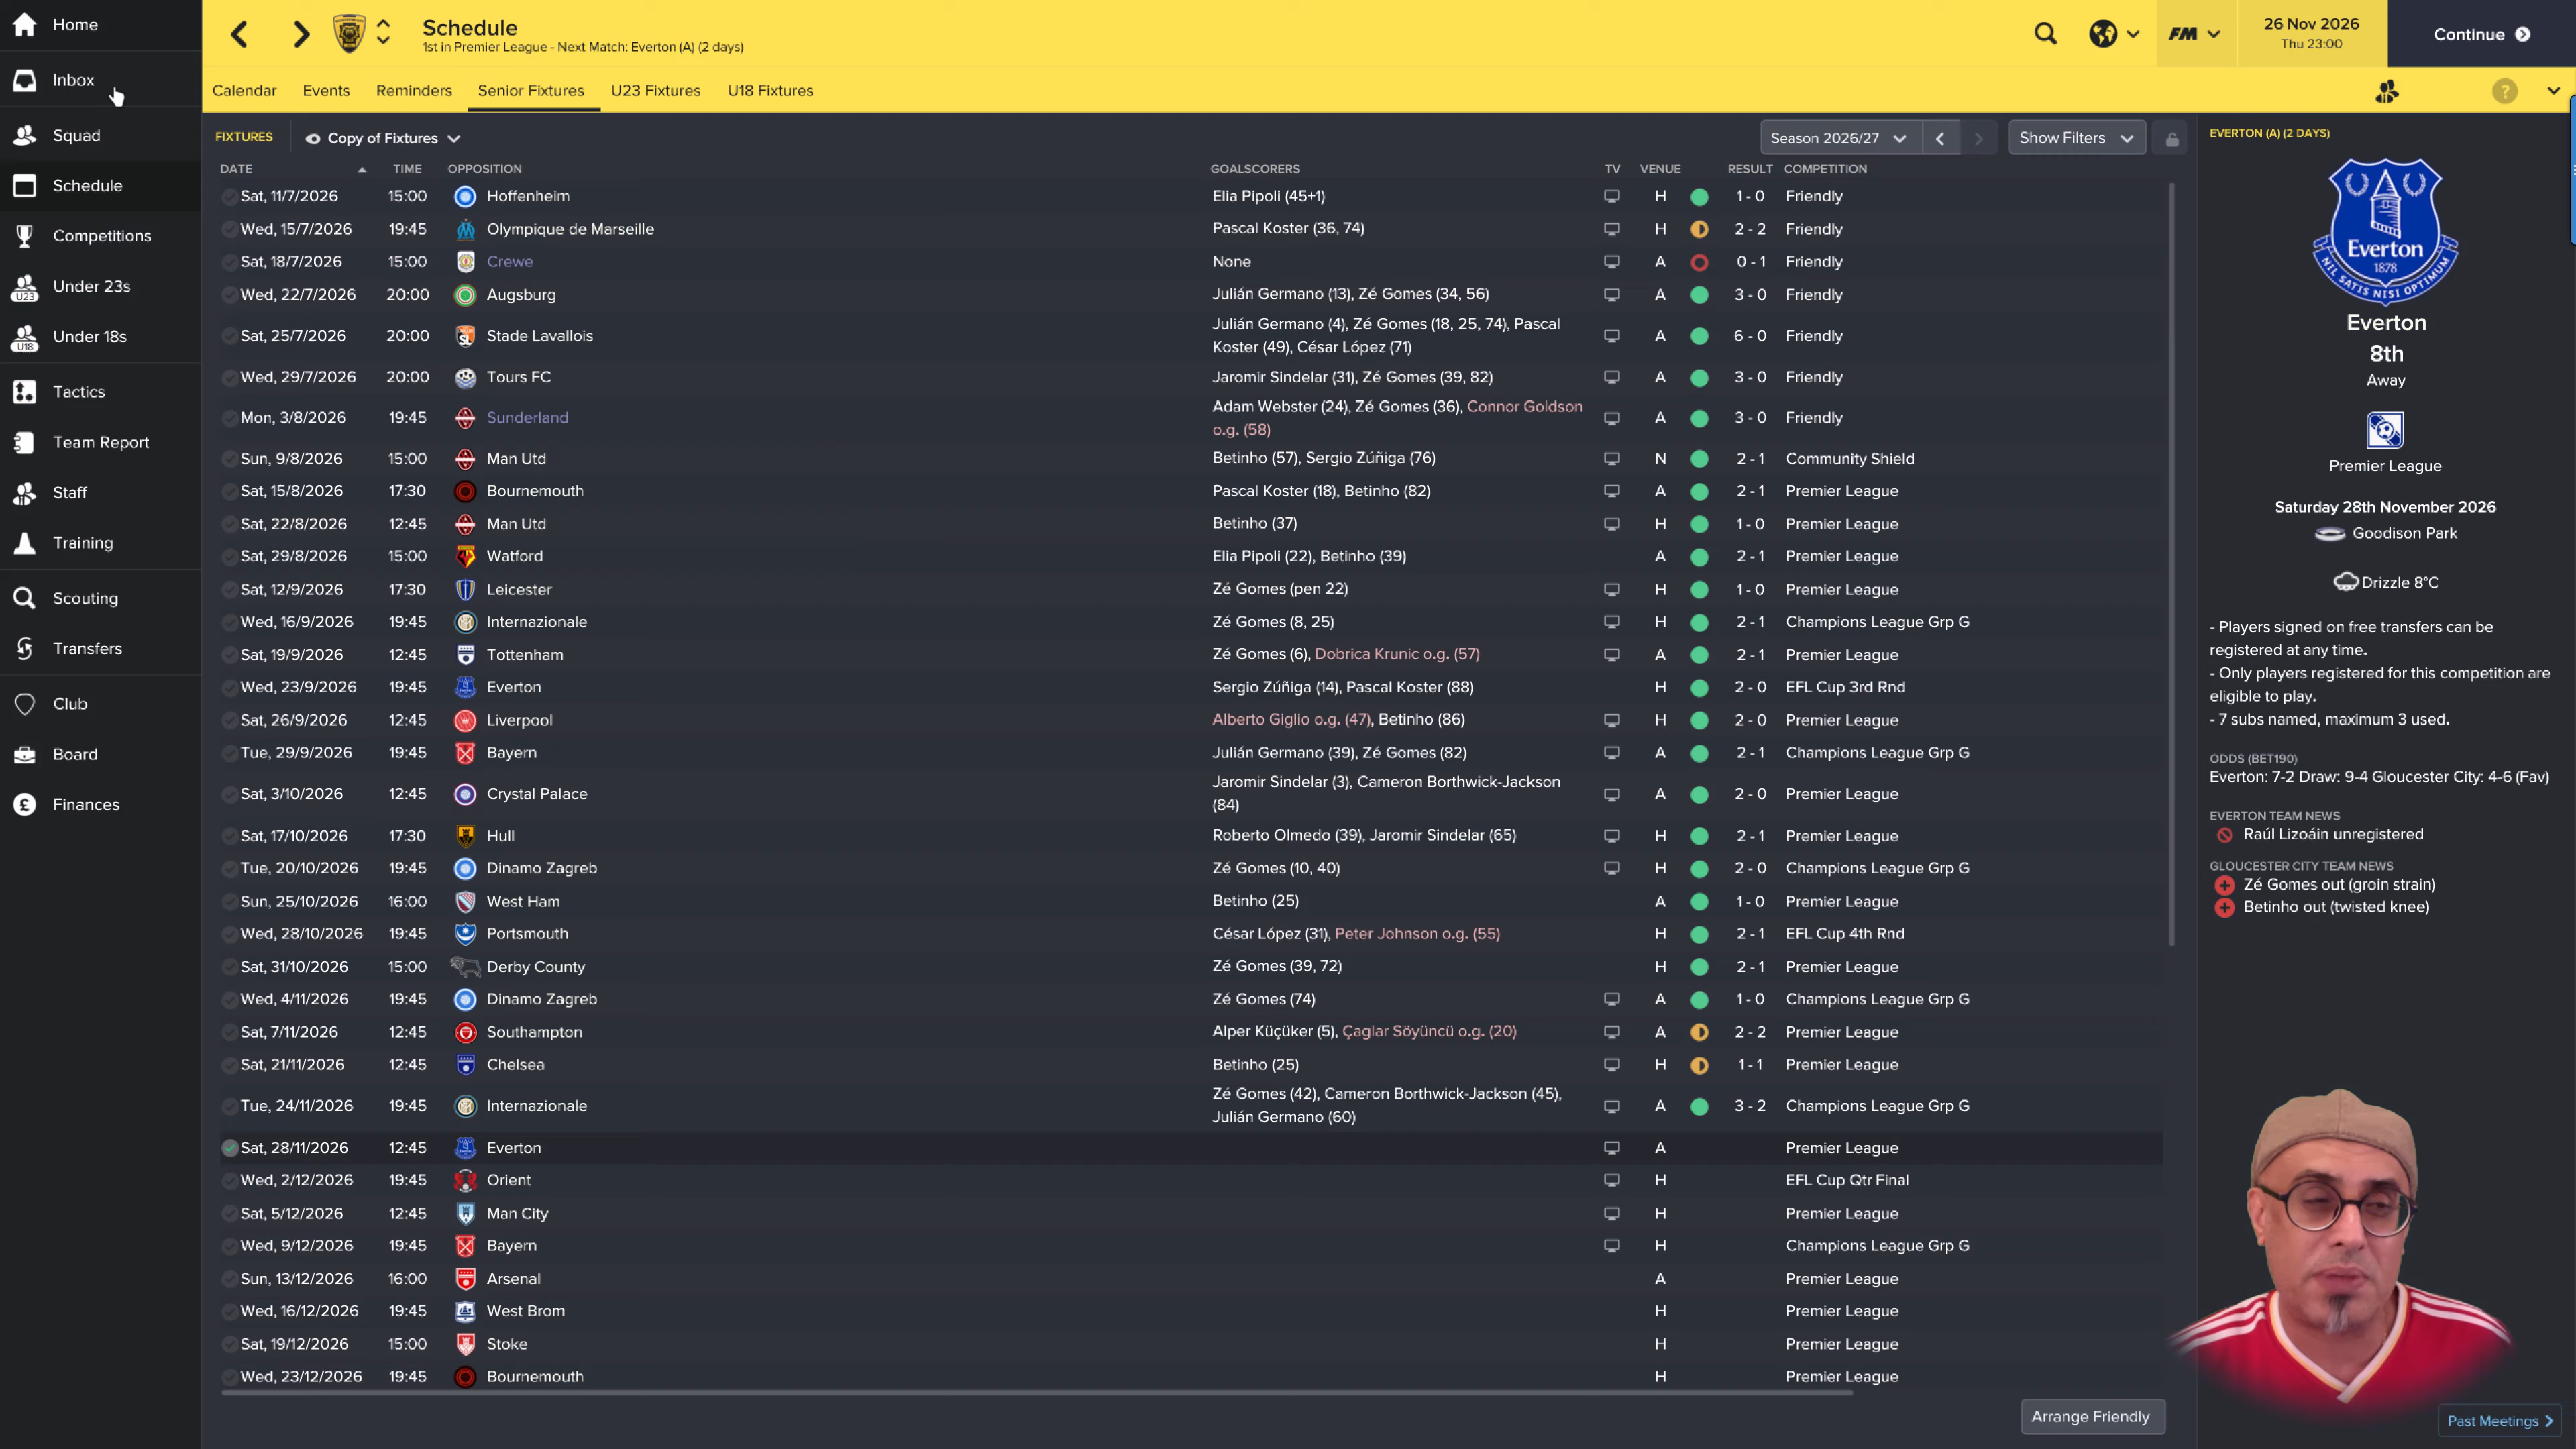 Home
Inbox
Squad
Schedule
Competitions
U23
Under 23s
U18
Under 18s
Tactics
Team Report
Staff
Training
Scouting
Transfers
Club
Board
Finances
Schedule
1st in Premier League - Next Match: Everton (A) (2 days)
FM
26 Nov 2026
Thu 23:00
Continue
Calendar Events Reminders Senior Fixtures U23 Fixtures U18 Fixtures
?
FIXTURES Copy of Fixtures Season 2026/27 Show Filters
DATE TIME OPPOSITION GOALSCORERS TV VENUE RESULT COMPETITION
Sat, 11/7/2026 15:00 Hoffenheim Elia Pipoli (45+1) H 1 - 0 Friendly
Wed, 15/7/2026 19:45 Olympique de Marseille Pascal Koster (36, 74) H 2 - 2 Friendly
Sat, 18/7/2026 15:00 Crewe None A 0 - 1 Friendly
Wed, 22/7/2026 20:00 Augsburg Julián Germano (13), Zé Gomes (34, 56) A 3 - 0 Friendly
Sat, 25/7/2026 20:00 Stade Lavallois Julián Germano (4), Zé Gomes (18, 25, 74), Pascal
Koster (49), César López (71) A 6 - 0 Friendly
Wed, 29/7/2026 20:00 Tours FC Jaromir Sindelar (31), Zé Gomes (39, 82) A 3 - 0 Friendly
Mon, 3/8/2026 19:45 Sunderland Adam Webster (24), Zé Gomes (36), Connor Goldson
o.g. (58) A 3 - 0 Friendly
Sun, 9/8/2026 15:00 Man Utd Betinho (57), Sergio Zúñiga (76) N 2 - 1 Community Shield
Sat, 15/8/2026 17:30 Bournemouth Pascal Koster (18), Betinho (82) A 2 - 1 Premier League
Sat, 22/8/2026 12:45 Man Utd Betinho (37) H 1 - 0 Premier League
Sat, 29/8/2026 15:00 Watford Elia Pipoli (22), Betinho (39) A 2 - 1 Premier League
Sat, 12/9/2026 17:30 Leicester Zé Gomes (pen 22) H 1 - 0 Premier League
Wed, 16/9/2026 19:45 Internazionale Zé Gomes (8, 25) H 2 - 1 Champions League Grp G
Sat, 19/9/2026 12:45 Tottenham Zé Gomes (6), Dobrica Krunic o.g. (57) A 2 - 1 Premier League
Wed, 23/9/2026 19:45 Everton Sergio Zúñiga (14), Pascal Koster (88) H 2 - 0 EFL Cup 3rd Rnd
Sat, 26/9/2026 12:45 Liverpool Alberto Giglio o.g. (47), Betinho (86) H 2 - 0 Premier League
Tue, 29/9/2026 19:45 Bayern Julián Germano (39), Zé Gomes (82) A 2 - 1 Champions League Grp G
Sat, 3/10/2026 12:45 Crystal Palace Jaromir Sindelar (3), Cameron Borthwick-Jackson
(84) A 2 - 0 Premier League
Sat, 17/10/2026 17:30 Hull Roberto Olmedo (39), Jaromir Sindelar (65) H 2 - 1 Premier League
Tue, 20/10/2026 19:45 Dinamo Zagreb Zé Gomes (10, 40) H 2 - 0 Champions League Grp G
Sun, 25/10/2026 16:00 West Ham Betinho (25) A 1 - 0 Premier League
Wed, 28/10/2026 19:45 Portsmouth César López (31), Peter Johnson o.g. (55) H 2 - 1 EFL Cup 4th Rnd
Sat, 31/10/2026 15:00 Derby County Zé Gomes (39, 72) H 2 - 1 Premier League
Wed, 4/11/2026 19:45 Dinamo Zagreb Zé Gomes (74) A 1 - 0 Champions League Grp G
Sat, 7/11/2026 12:45 Southampton Alper Küçüker (5), Çaglar Söyüncü o.g. (20) A 2 - 2 Premier League
Sat, 21/11/2026 12:45 Chelsea Betinho (25) H 1 - 1 Premier League
Tue, 24/11/2026 19:45 Internazionale Zé Gomes (42), Cameron Borthwick-Jackson (45),
Julián Germano (60) A 3 - 2 Champions League Grp G
Sat, 28/11/2026 12:45 Everton A Premier League
Wed, 2/12/2026 19:45 Orient H EFL Cup Qtr Final
Sat, 5/12/2026 12:45 Man City H Premier League
Wed, 9/12/2026 19:45 Bayern H Champions League Grp G
Sun, 13/12/2026 16:00 Arsenal A Premier League
Wed, 16/12/2026 19:45 West Brom H Premier League
Sat, 19/12/2026 15:00 Stoke H Premier League
Wed, 23/12/2026 19:45 Bournemouth H Premier League
Arrange Friendly
EVERTON (A) (2 DAYS)
Everton
1878
NIL SATIS NISI OPTIMUM
Everton
8th
Away
Premier League
Saturday 28th November 2026
Goodison Park
Drizzle 8°C
- Players signed on free transfers can be
registered at any time.
- Only players registered for this competition are
eligible to play.
- 7 subs named, maximum 3 used.
ODDS (BET190)
Everton: 7-2 Draw: 9-4 Gloucester City: 4-6 (Fav)
EVERTON TEAM NEWS
Raúl Lizoáin unregistered
GLOUCESTER CITY TEAM NEWS
Zé Gomes out (groin strain)
Betinho out (twisted knee)
Past Meetings